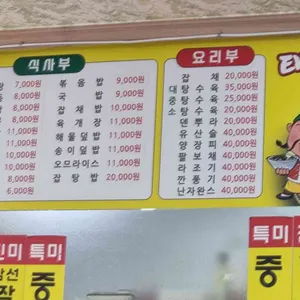 식사부
7,000원
8,000원
8,000원
8,000원
9,000원
10,000원
8,000원
6,000원
볶음밥 9,000원
국밥 9,000원
잡채밥 10,000원
육개장 9,000원
해물덮밥 11,000원
송이덮밥 11,000원
오므라이스 11,000원
잡탕밥 20,000원
요리부
잡채 20,000원
대탕수육 35,000원
중탕수육 25,000원
소탕수육 20,000원
덴뿌라 20,000원
유산슬 40,000원
양장피 40,000원
팔보채 40,000원
라조기 40,000원
깐풍기 40,000원
난자완스 40,000원
특미
중
특미
중